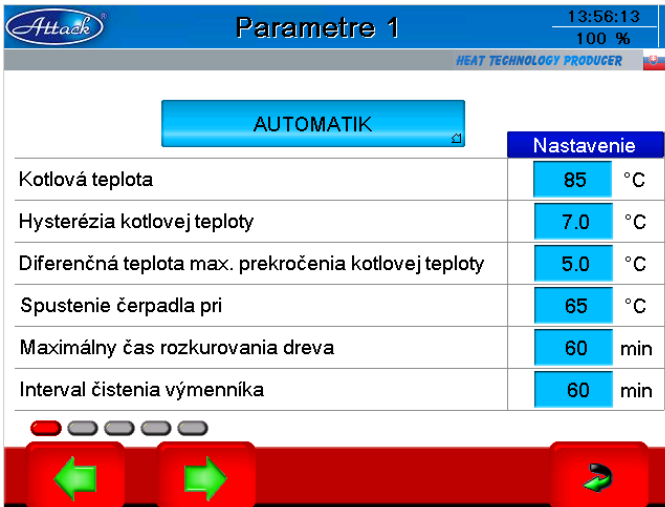 Attack
Parametre 1
13:56:13
100 %
HEAT TECHNOLOGY PRODUCER
AUTOMATIK
Nastavenie
Kotlová teplota 85 °C
Hysterézia kotlovej teploty 7.0 °C
Diferenčná teplota max. prekročenia kotlovej teploty 5.0 °C
Spustenie čerpadla pri 65 °C
Maximálny čas rozkurovania dreva 60 min
Interval čistenia výmenníka 60 min